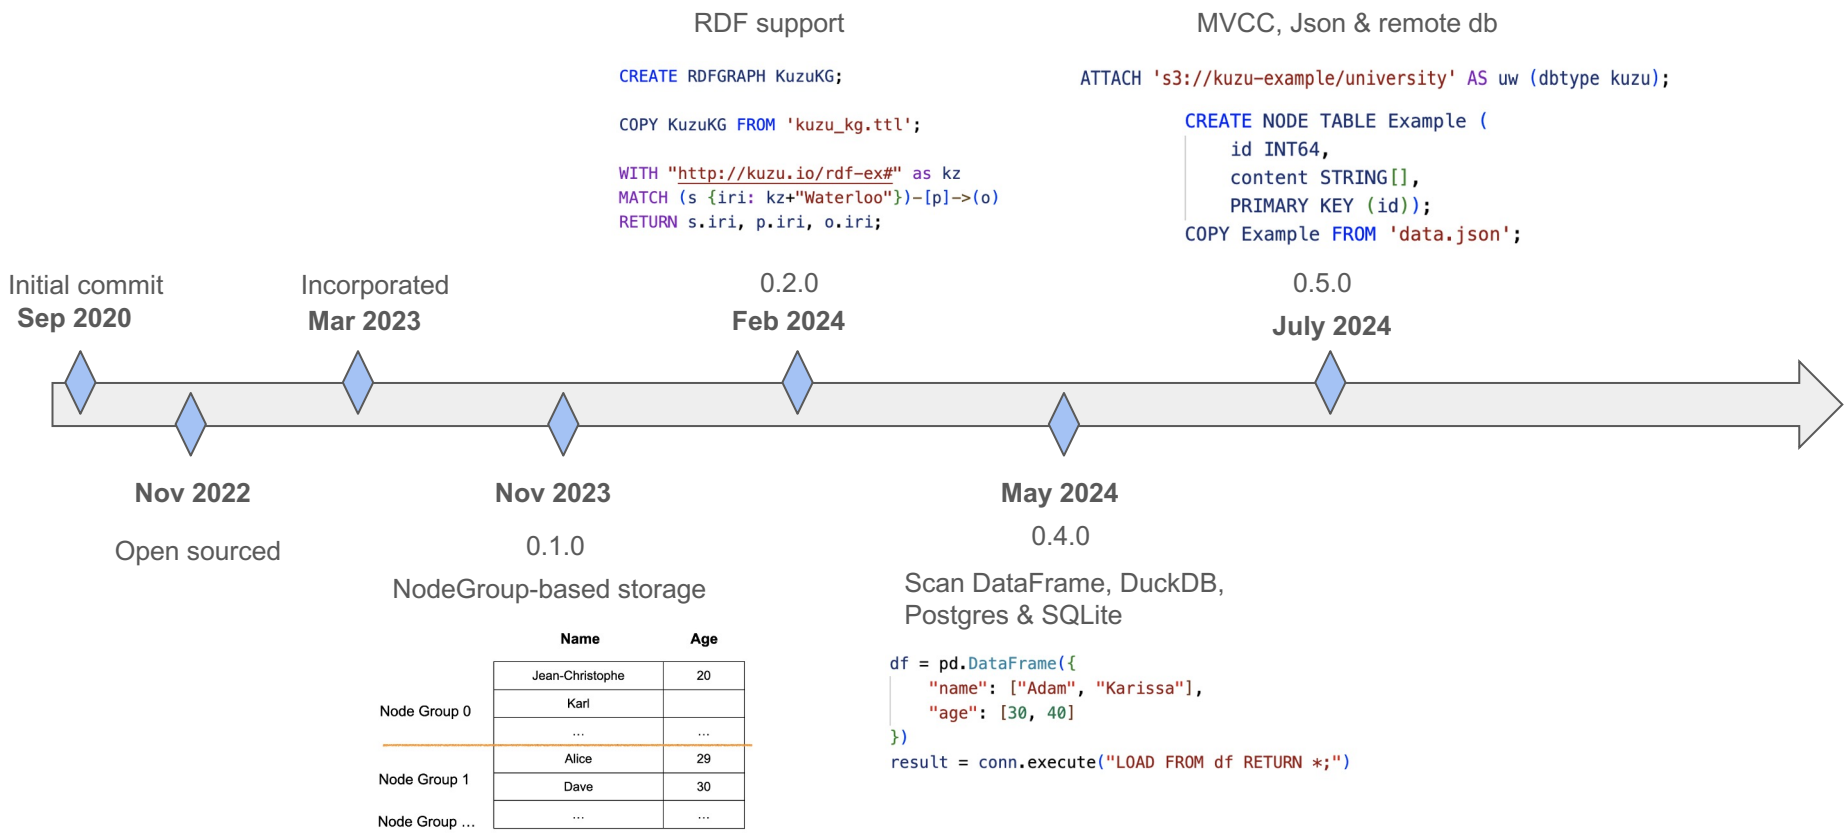 RDF support
CREATE RDFGRAPH KuzuKG;
COPY KuzuKG FROM 'kuzu_kg.ttl';
WITH "http://kuzu.io/rdf-ex#" as kz
MATCH (s {iri: kz+"Waterloo"})-[p]->(o)
RETURN s.iri, p.iri, o.iri;
MVCC, Json & remote db
ATTACH 's3://kuzu-example/university' AS uw (dbtype kuzu);
CREATE NODE TABLE Example (
id INT64,
content STRING[],
PRIMARY KEY (id));
COPY Example FROM 'data.json';
Initial commit
Sep 2020
Incorporated
Mar 2023
0.2.0
Feb 2024
0.5.0
July 2024
Nov 2022
Open sourced
Nov 2023
0.1.0
NodeGroup-based storage
Name Age
Jean-Christophe 20
Node Group 0
Karl
... ...
Alice 29
Node Group 1
Dave 30
Node Group ...
... ...
May 2024
0.4.0
Scan DataFrame, DuckDB,
Postgres & SQLite
df = pd.DataFrame({
"name": ["Adam", "Karissa"],
"age": [30, 40]
})
result = conn.execute("LOAD FROM df RETURN *;")